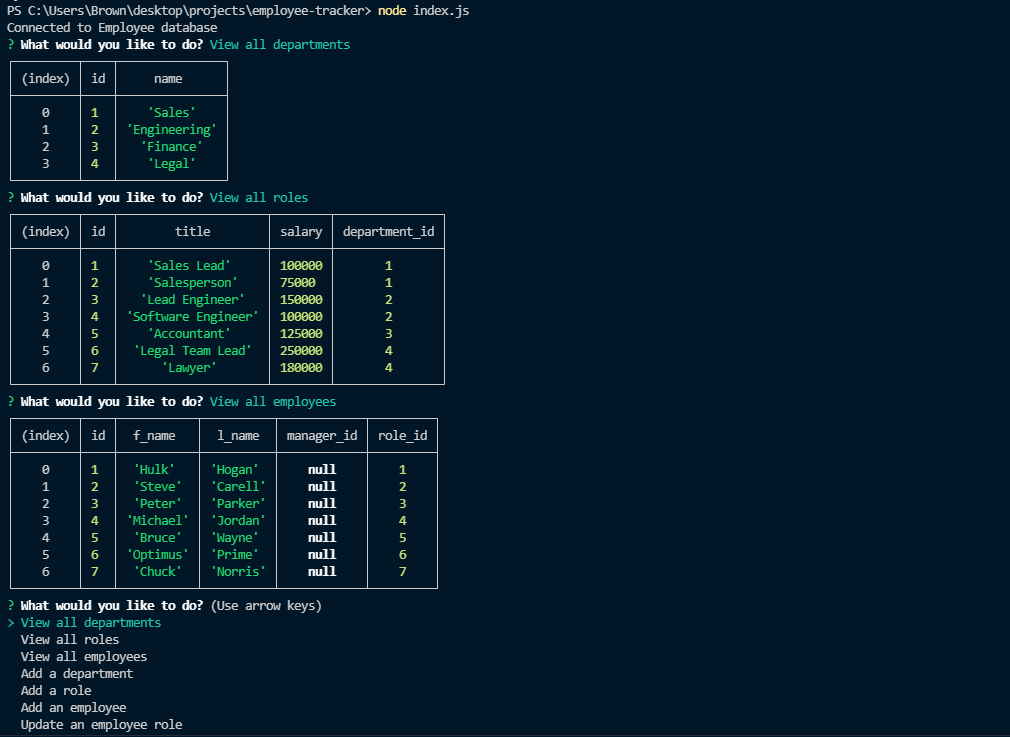 PS C:\Users\Brown\desktop\projects\employee-tracker> node index.js
Connected to Employee database
? What would you like to do? View all departments
(index) id name
0 1 'Sales'
1 2 'Engineering'
2 3 'Finance'
3 4 'Legal'
? What would you like to do? View all roles
(index) id title salary department_id
0 1 'Sales Lead' 100000 1
1 2 'Salesperson' 75000 1
2 3 'Lead Engineer' 150000 2
3 4 'Software Engineer' 100000 2
4 5 'Accountant' 125000 3
5 6 'Legal Team Lead' 250000 4
6 7 'Lawyer' 180000 4
? What would you like to do? View all employees
(index) id f_name l_name manager_id role_id
0 1 'Hulk' 'Hogan' null 1
1 2 'Steve' 'Carell' null 2
2 3 'Peter' 'Parker' null 3
3 4 'Michael' 'Jordan' null 4
4 5 'Bruce' 'Wayne' null 5
5 6 'Optimus' 'Prime' null 6
6 7 'Chuck' 'Norris' null 7
? What would you like to do? (Use arrow keys)
> View all departments
View all roles
View all employees
Add a department
Add a role
Add an employee
Update an employee role